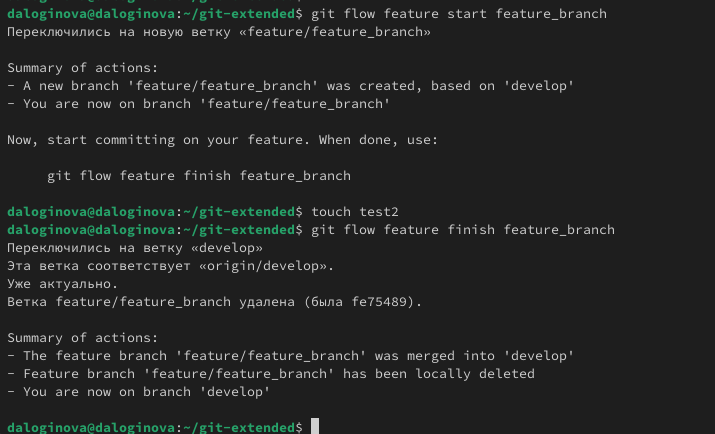 daloginova@daloginova:~/git-extended$ git flow feature start feature_branch
Переключились на новую ветку «feature/feature_branch»
Summary of actions:
- A new branch 'feature/feature_branch' was created, based on 'develop'
- You are now on branch 'feature/feature_branch'
Now, start committing on your feature. When done, use:
git flow feature finish feature_branch
daloginova@daloginova:~/git-extended$ touch test2
daloginova@daloginova:~/git-extended$ git flow feature finish feature_branch
Переключились на ветку «develop»
Эта ветка соответствует «origin/develop».
Уже актуально.
Ветка feature/feature_branch удалена (была fe75489).
Summary of actions:
- The feature branch 'feature/feature_branch' was merged into 'develop'
- Feature branch 'feature/feature_branch' has been locally deleted
- You are now on branch 'develop'
daloginova@daloginova:~/git-extended$